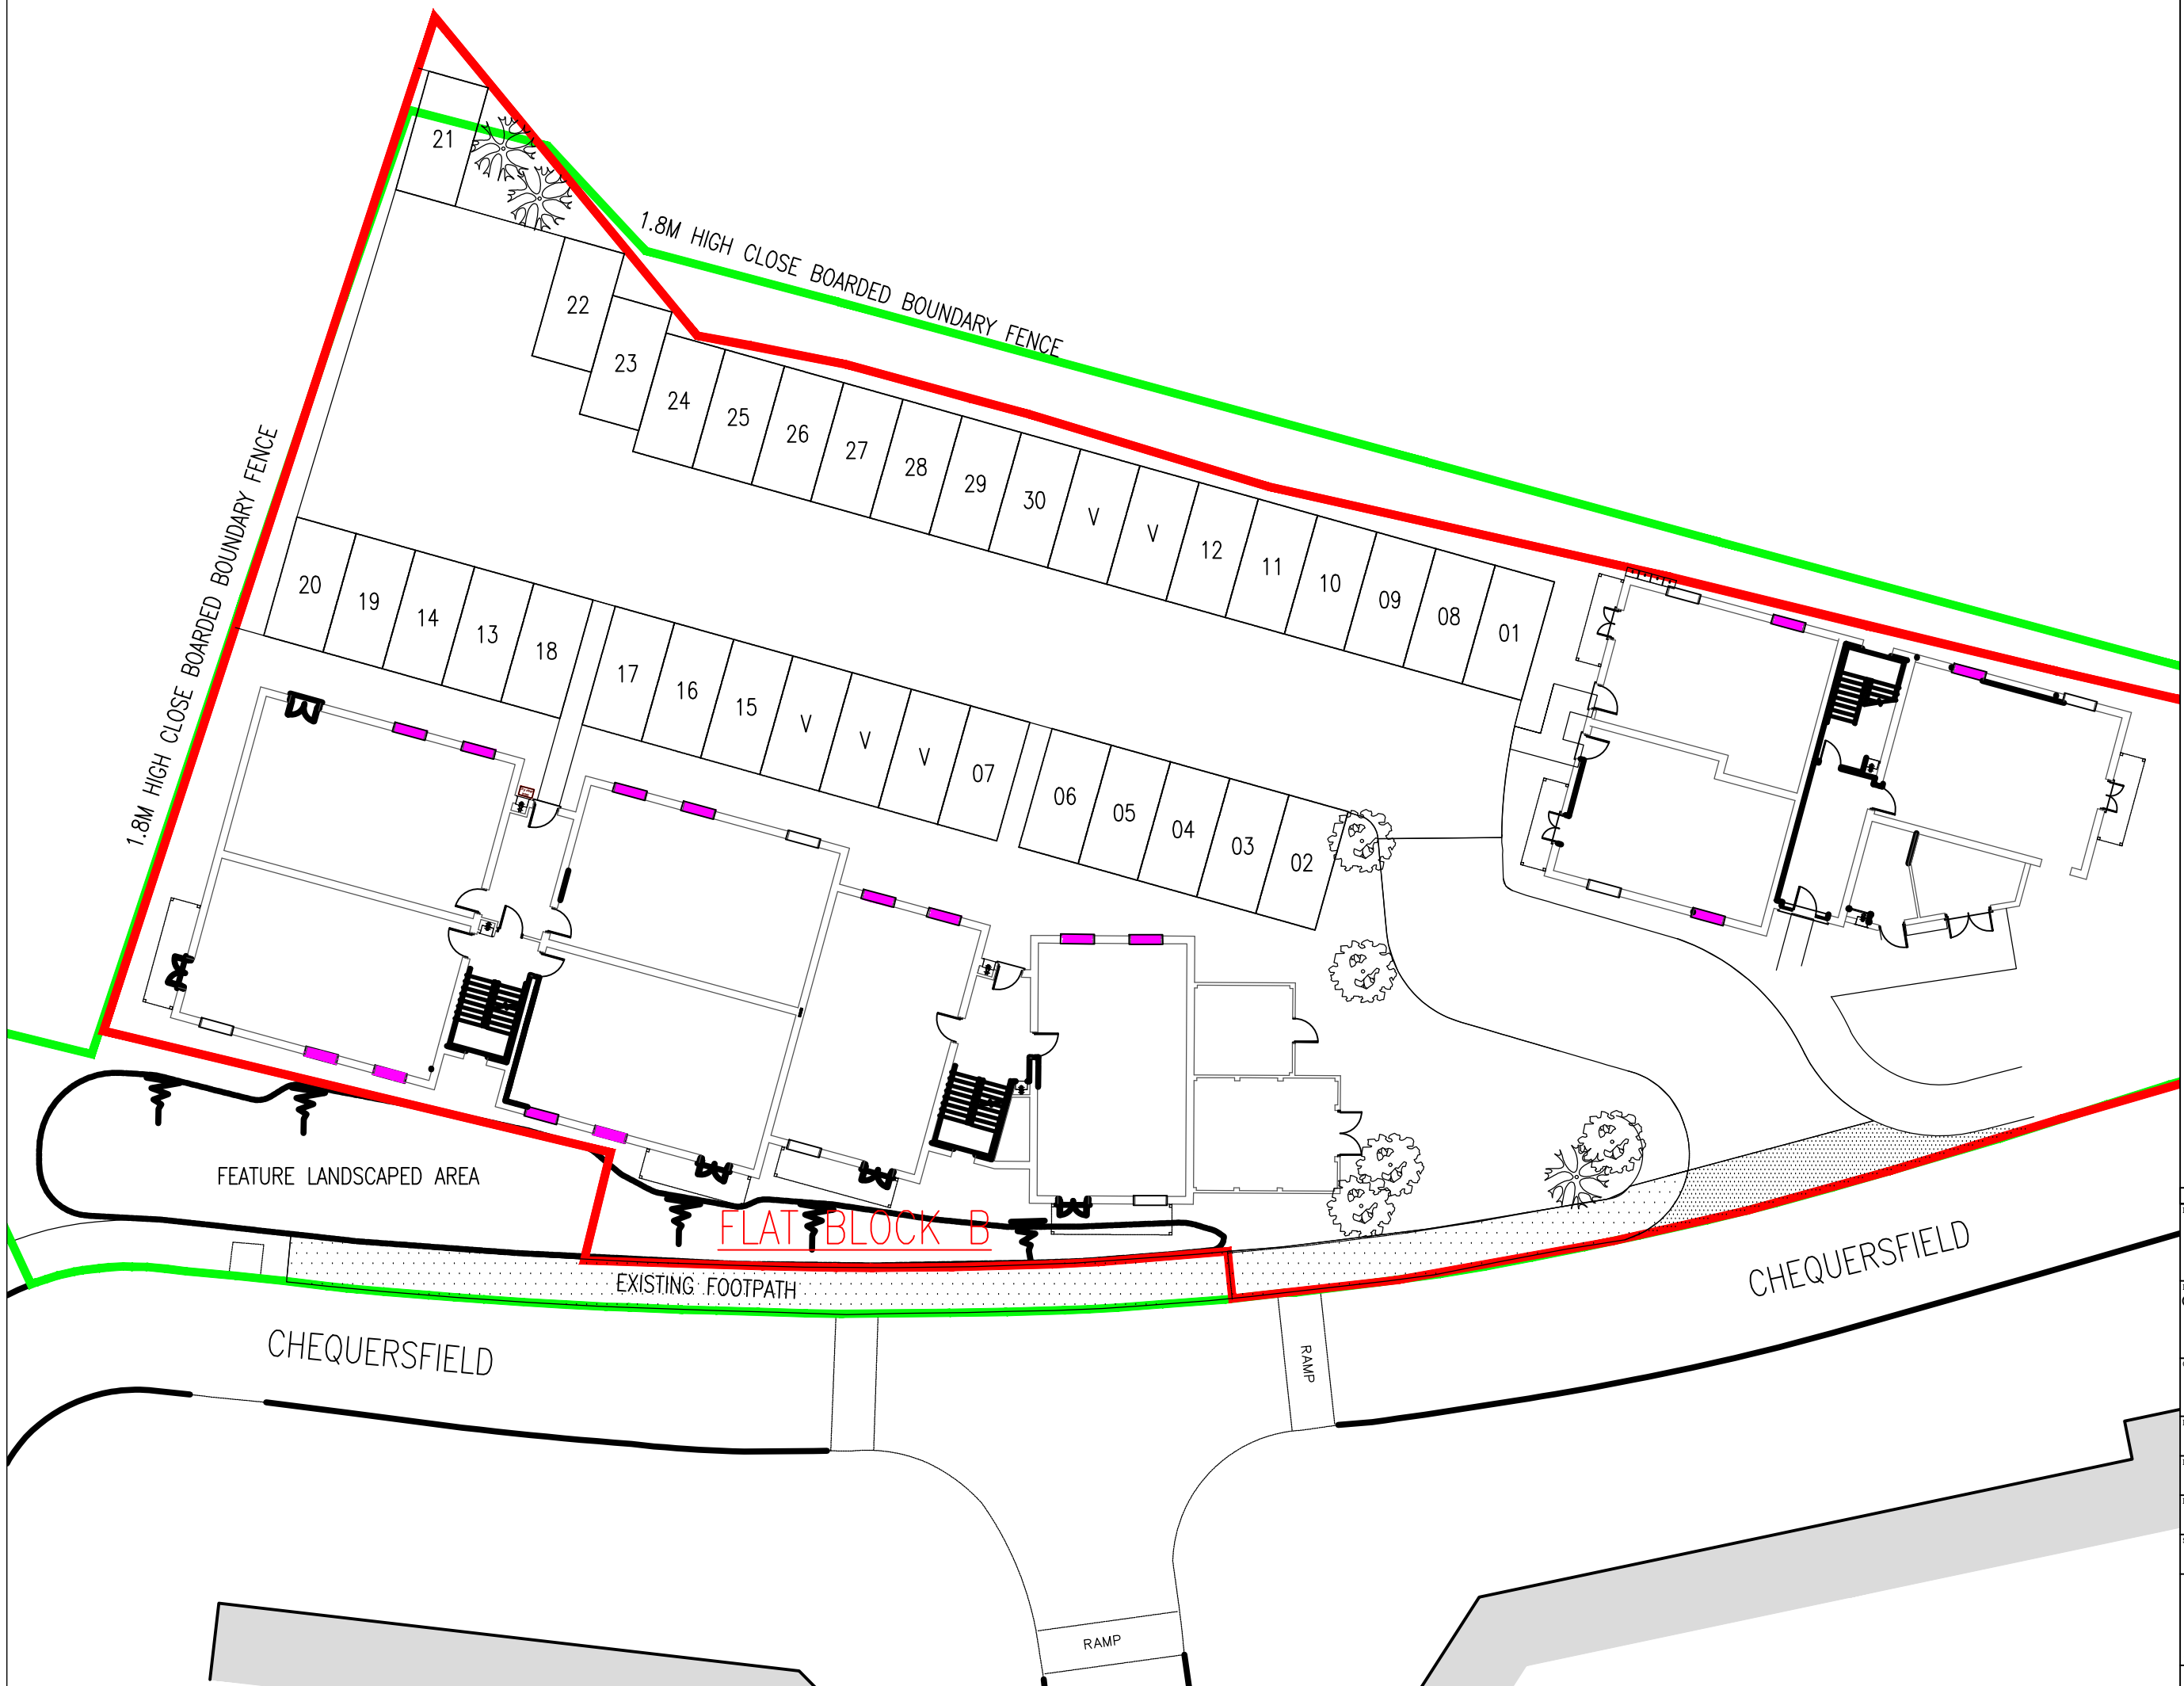 21
1.8M HIGH CLOSE BOARDED BOUNDARY FENCE
22
23
24
25
26
27
28
29
30
V
V
12
11
10
09
08
01
1.8M HIGH CLOSE BOARDED BOUNDARY FENCE
20
19
14
13
18
17
16
15
V
V
V
07
06
05
04
03
02
FEATURE LANDSCAPED AREA
FLAT BLOCK B
EXISTING FOOTPATH
CHEQUERSFIELD
CHEQUERSFIELD
RAMP
RAMP